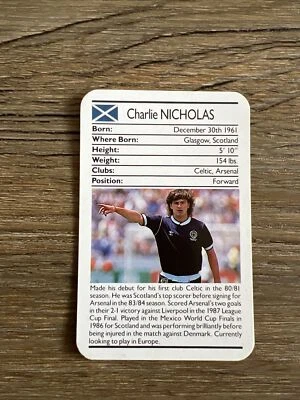 Charlie NICHOLAS
Born: December 30th 1961
Where Born: Glasgow, Scotland
Height: 5' 10"
Weight: 154 lbs.
Clubs: Celtic, Arsenal
Position: Forward
Made his debut for his first club Celtic in the 80/81
season. He was Scotland's top scorer before signing for
Arsenal in the 83/84 season. Scored Arsenal's two goals
in their 2-1 victory against Liverpool in the 1987 League
Cup Final. Played in the Mexico World Cup Finals in
1986 for Scotland and was performing brilliantly before
being injured in the match against Denmark. Currently
looking to play in Europe.